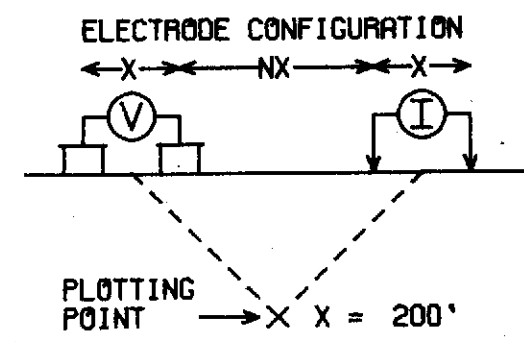 ELECTRODE CONFIGURATION
X NX X
V I
PLOTTING
POINT X X = 200'